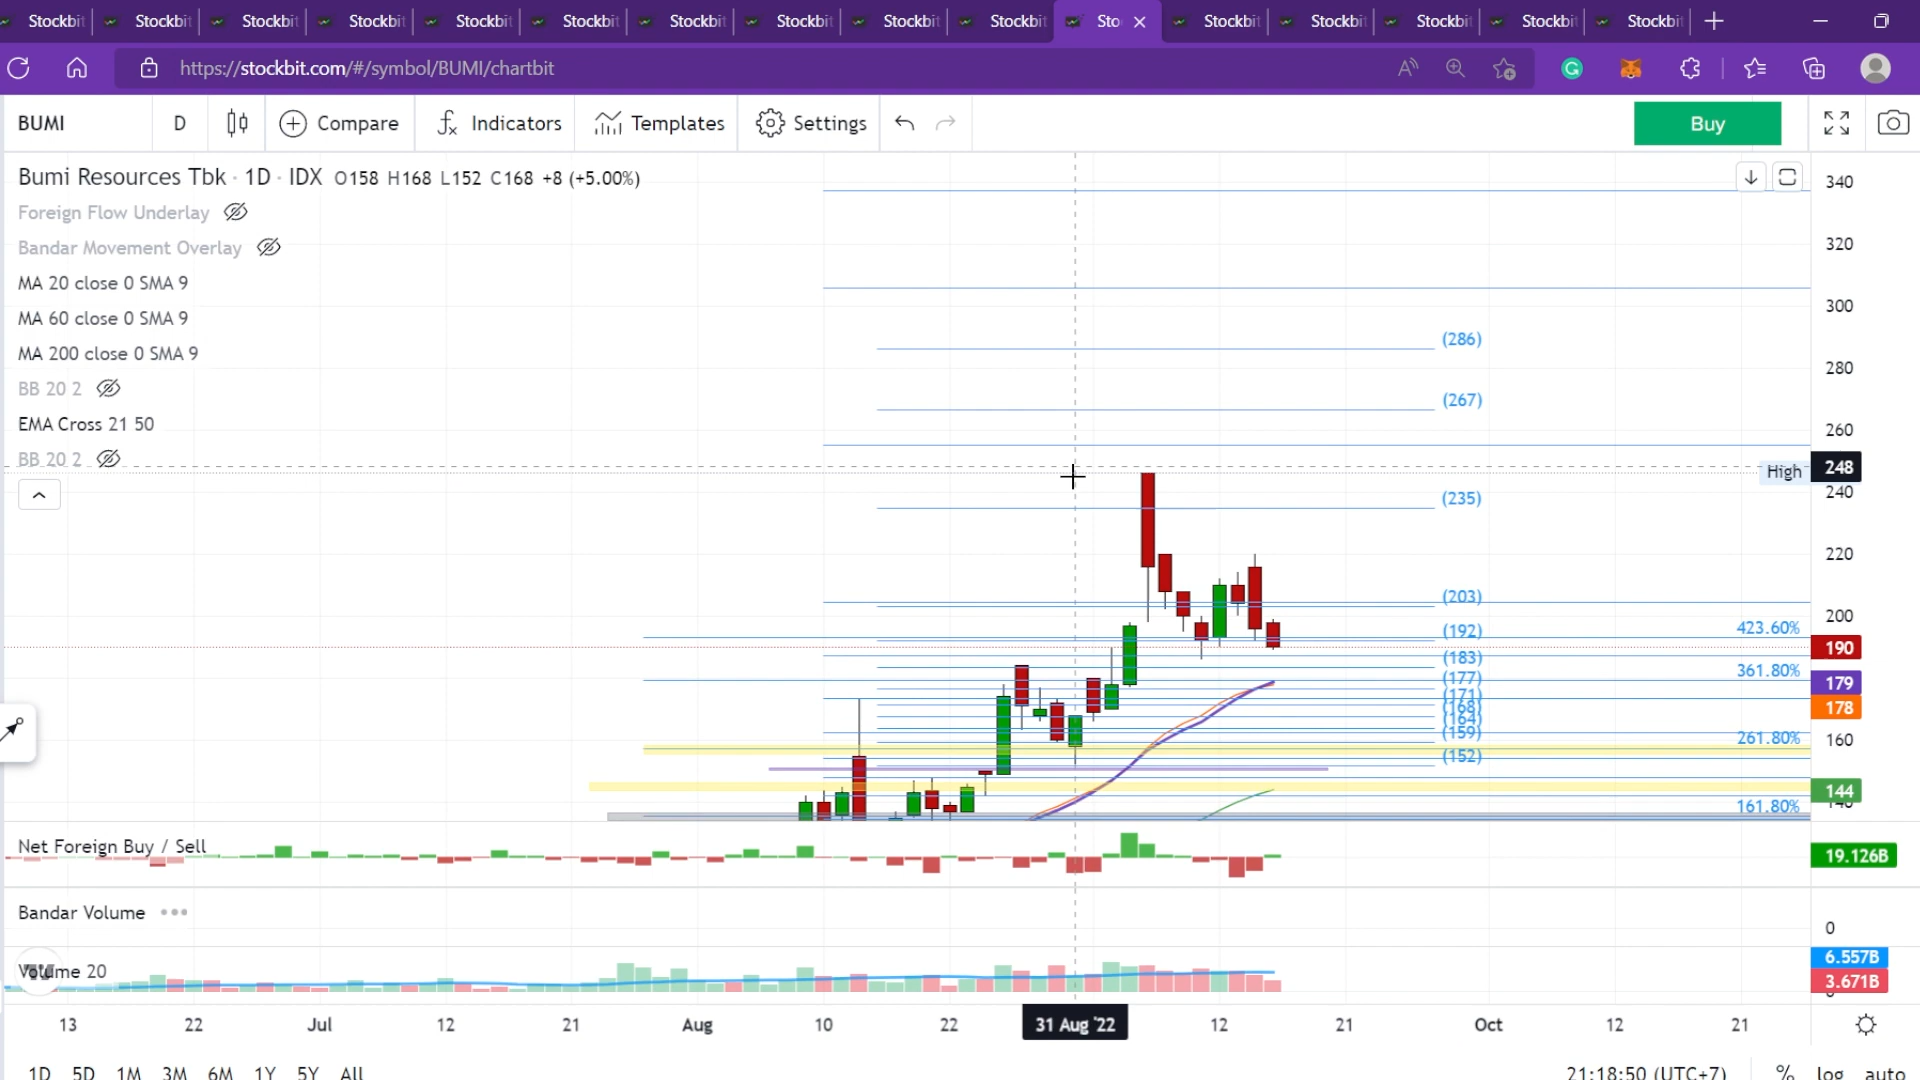 Stockbit Stockbit Stockbit Stockbit Stockbit Stockbit Stockbit Stockbit Stockbit Stockbit Sto Stockbit Stockbit Stockbit Stockbit Stockbit
https://stockbit.com/#/symbol/BUMI/chartbit
BUMI D Compare Indicators Templates Settings Buy
Bumi Resources Tbk · 1D · IDX O158 H168 L152 C168 +8 (+5.00%)
Foreign Flow Underlay
Bandar Movement Overlay
MA 20 close 0 SMA 9
MA 60 close 0 SMA 9
MA 200 close 0 SMA 9
BB 20 2
EMA Cross 21 50
BB 20 2
340
320
300
(286)
280
(267)
260
High 248
240
(235)
220
(203)
200
(192) 423.60%
190
(183)
361.80%
(177)
179
(171)
(168) 178
(164)
(159)
261.80%
160
(152)
144
161.80%
Net Foreign Buy / Sell
19.126B
Bandar Volume
0
Volume 20
6.557B
3.671B
13 22 Jul 12 21 Aug 10 22 31 Aug '22 12 21 Oct 12 21
1D 5D 1M 3M 6M 1Y 5Y All 21:18:50 (UTC+7) % log auto